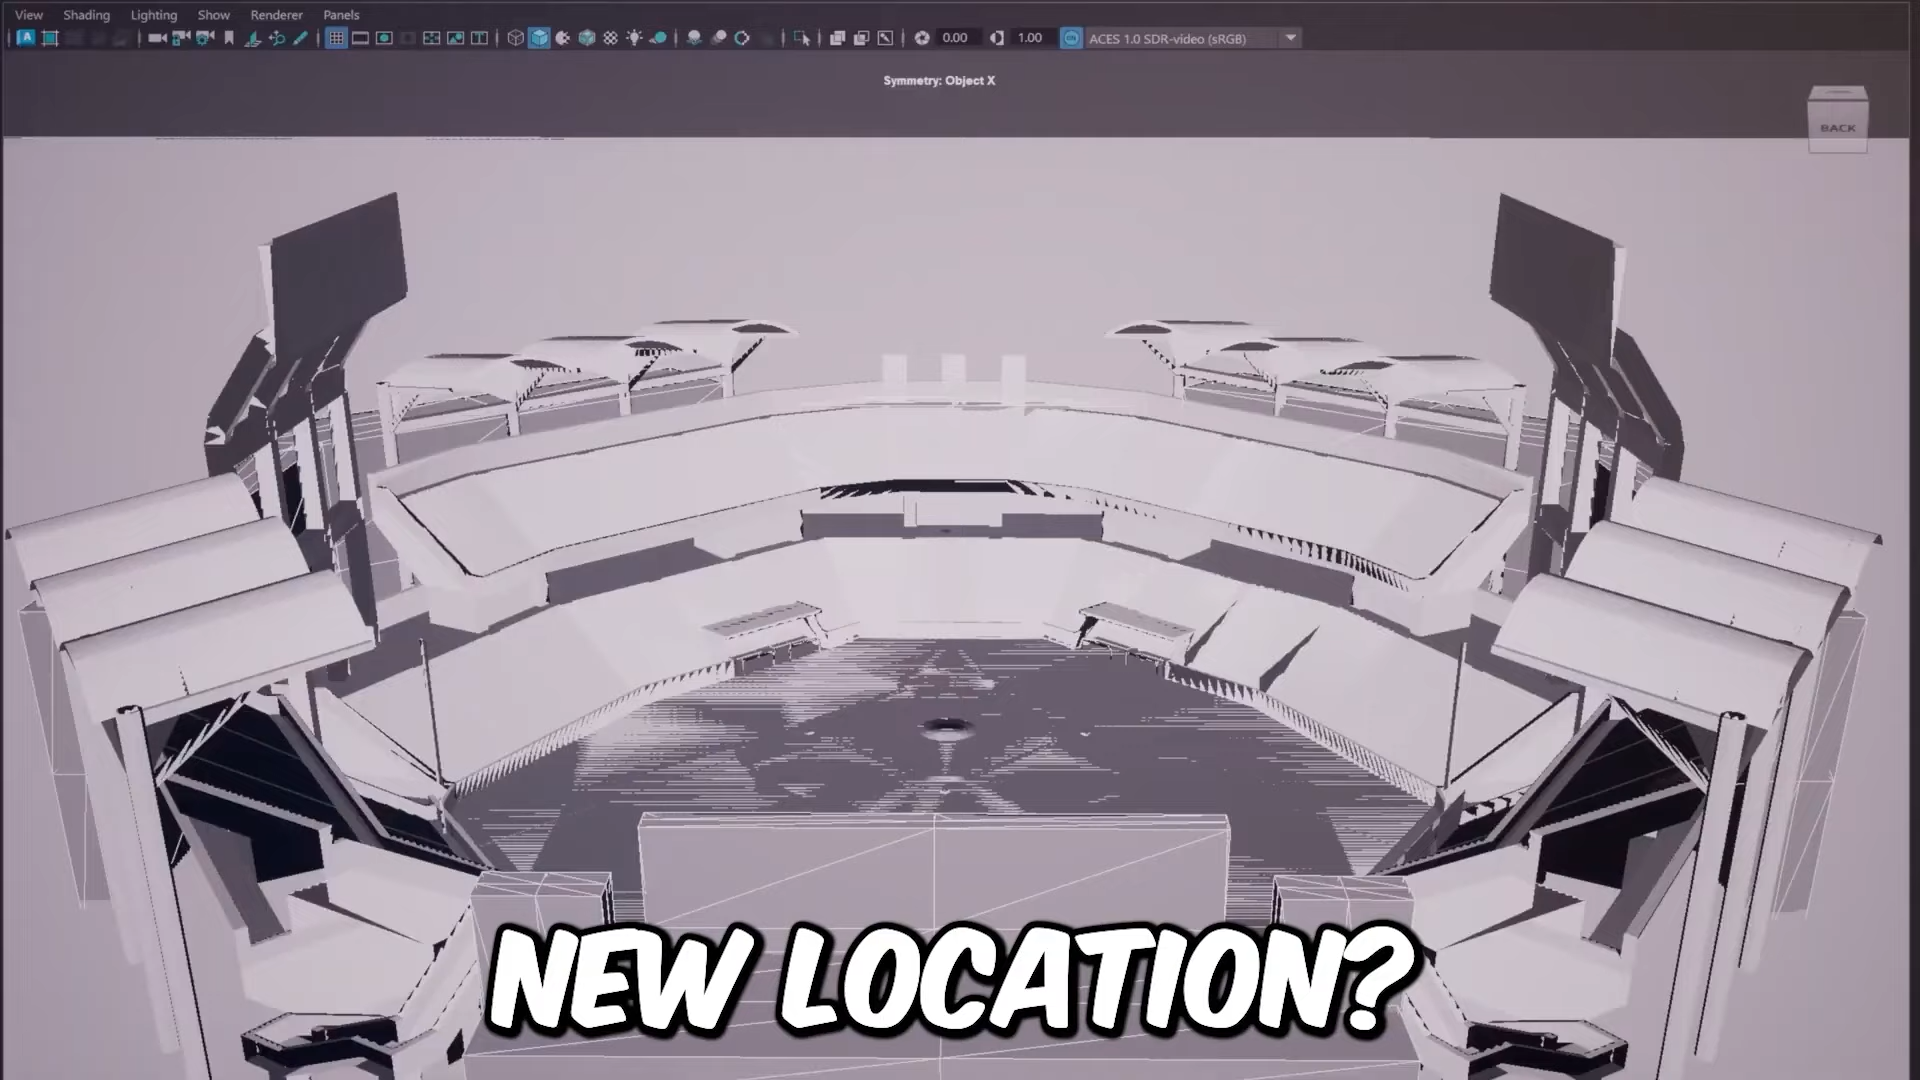 View Shading Lighting Show Renderer Panels
0.00 1.00 ACES 1.0 SDR-video (sRGB)
Symmetry: Object X
BACK
NEW LOCATION?